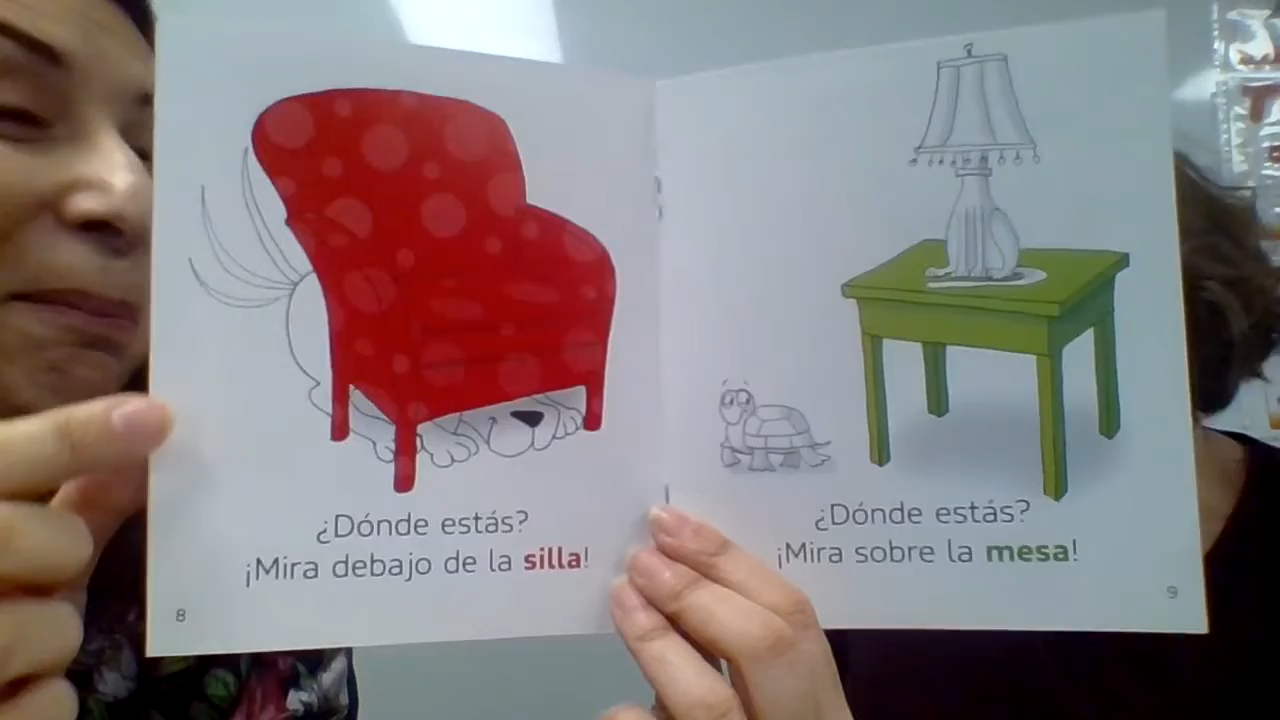 ¿Dónde estás?
¡Mira debajo de la silla!
8
¿Dónde estás?
¡Mira sobre la mesa!
9